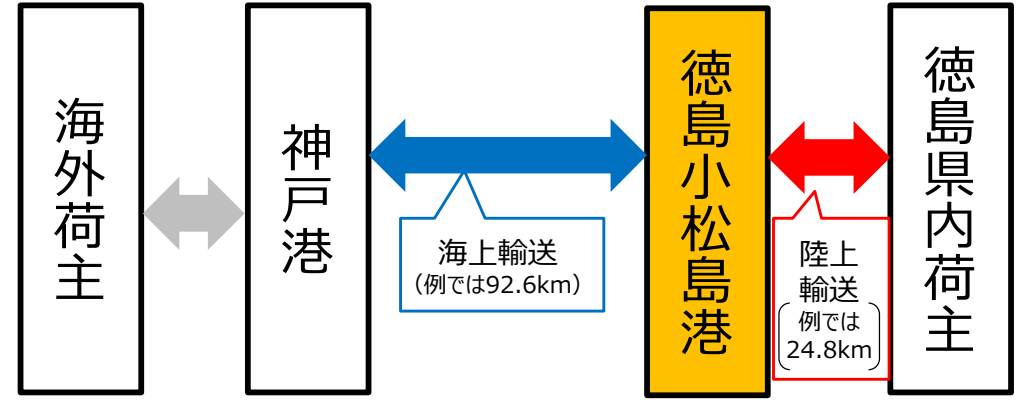 海外荷主
神戸港
海上輸送
（例では92.6km）
徳島小松島港
陸上
輸送
例では
24.8km
徳島県内荷主